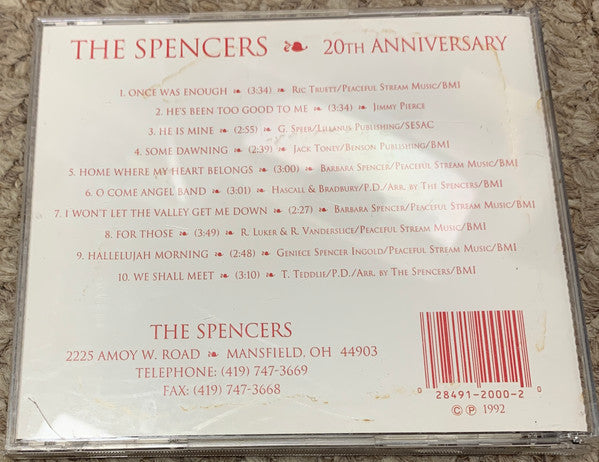 THE SPENCERS ❧ 20TH ANNIVERSARY
1. ONCE WAS ENOUGH ❧ (3:34) ❧ RIC TRUETT/PEACEFUL STREAM MUSIC/BMI
2. HE'S BEEN TOO GOOD TO ME ❧ (3:34) ❧ JIMMY PIERCE
3. HE IS MINE ❧ (2:55) ❧ G. SPEER/LILLANUS PUBLISHING/SESAC
4. SOME DAWNING ❧ (2:39) ❧ JACK TONEY/BENSON PUBLISHING/BMI
5. HOME WHERE MY HEART BELONGS ❧ (3:00) ❧ BARBARA SPENCER/PEACEFUL STREAM MUSIC/BMI
6. O COME ANGEL BAND ❧ (3:01) ❧ HASCALL & BRADBURY/P.D./ARR. BY THE SPENCERS/BMI
7. I WON'T LET THE VALLEY GET ME DOWN ❧ (2:27) ❧ BARBARA SPENCER/PEACEFUL STREAM MUSIC/BMI
8. FOR THOSE ❧ (3:49) ❧ R. LUKER & R. VANDERSLICE/PEACEFUL STREAM MUSIC/BMI
9. HALLELUJAH MORNING ❧ (2:48) ❧ GENIECE SPENCER INGOLD/PEACEFUL STREAM MUSIC/BMI
10. WE SHALL MEET ❧ (3:10) ❧ T. TEDDLIE/P.D./ARR. BY THE SPENCERS/BMI
THE SPENCERS
2225 AMOY W. ROAD ❧ MANSFIELD, OH 44903
TELEPHONE: (419) 747-3669
FAX: (419) 747-3668
0 28491-2000-2 0
© ℗ 1992